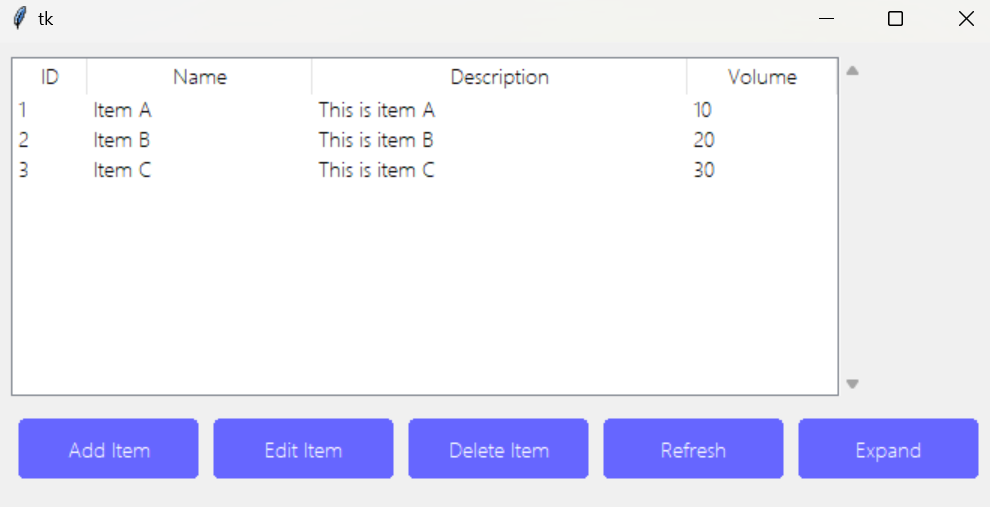 tk
ID Name Description Volume
1 Item A This is item A 10
2 Item B This is item B 20
3 Item C This is item C 30
Add Item Edit Item Delete Item Refresh Expand